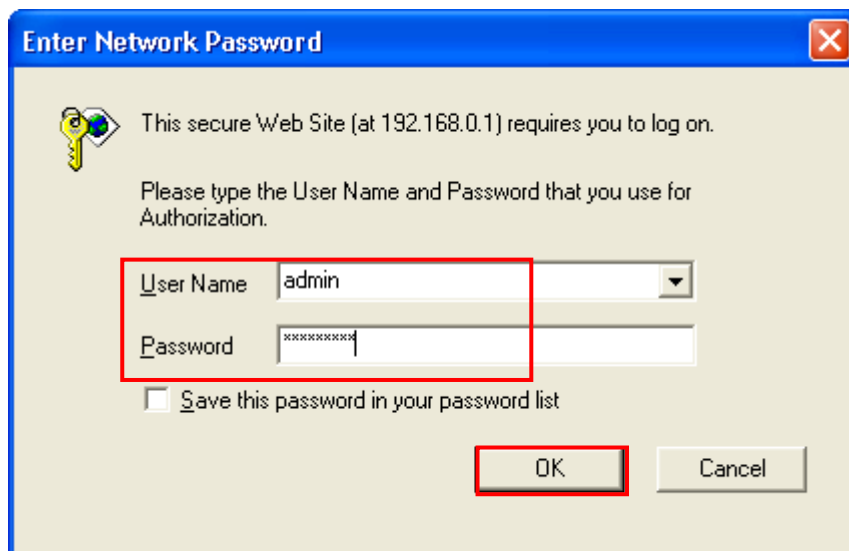 Enter Network Password
This secure Web Site (at 192.168.0.1) requires you to log on.
Please type the User Name and Password that you use for
Authorization.
User Name admin
Password *********
Save this password in your password list
OK Cancel